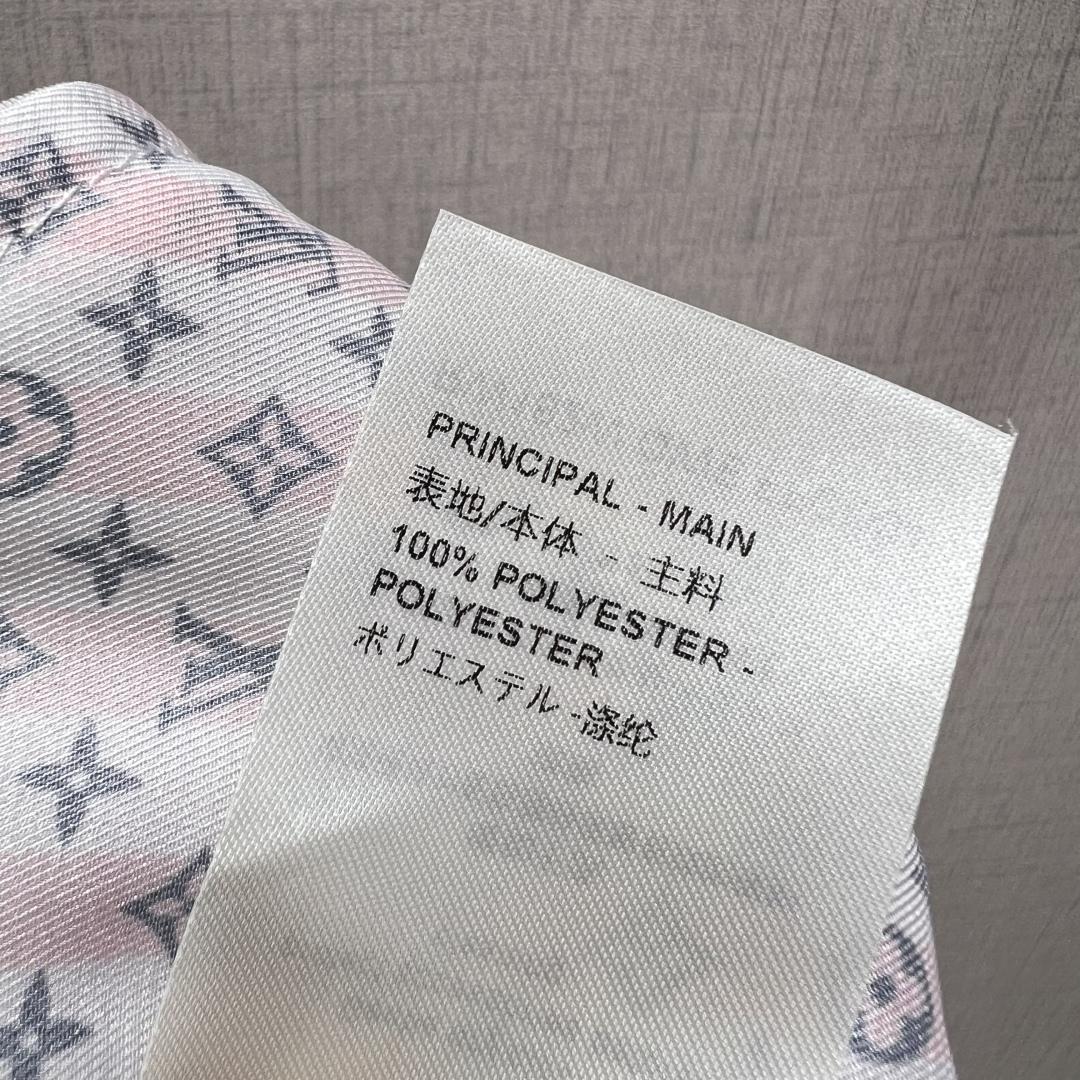 PRINCIPAL - MAIN
表地/本体 - 主料
100% POLYESTER -
POLYESTER
ポリエステル -涤纶